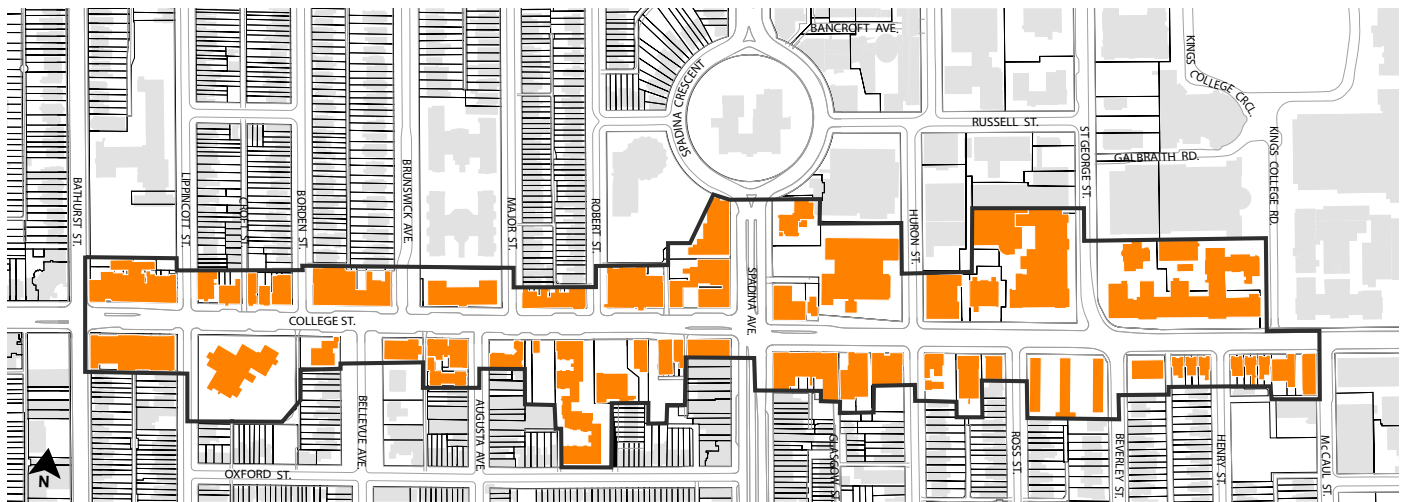 BANCROFT AVE.
KINGS COLLEGE CRCL.
SPADINA CRESCENT
RUSSELL ST.
ST GEORGE ST.
GALBRAITH RD.
KINGS COLLEGE RD.
BATHURST ST.
LIPPINCOTT ST.
CROFT ST.
BORDEN ST.
BRUNSWICK AVE.
MAJOR ST.
ROBERT ST.
HURON ST.
SPADINA AVE.
COLLEGE ST.
BELLEVUE AVE.
AUGUSTA AVE.
GLASGOW ST.
ROSS ST.
BEVERLEY ST.
HENRY ST.
McCAUL ST.
OXFORD ST.
N